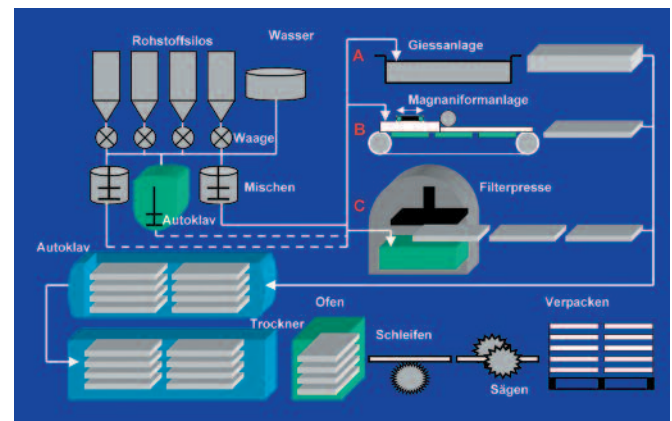 Rohstoffsilos
Wasser
A
Giessanlage
Magnaniformanlage
Waage
B
Mischen
Filterpresse
C
Autoklav
Autoklav
Ofen
Verpacken
Trockner
Schleifen
Sägen